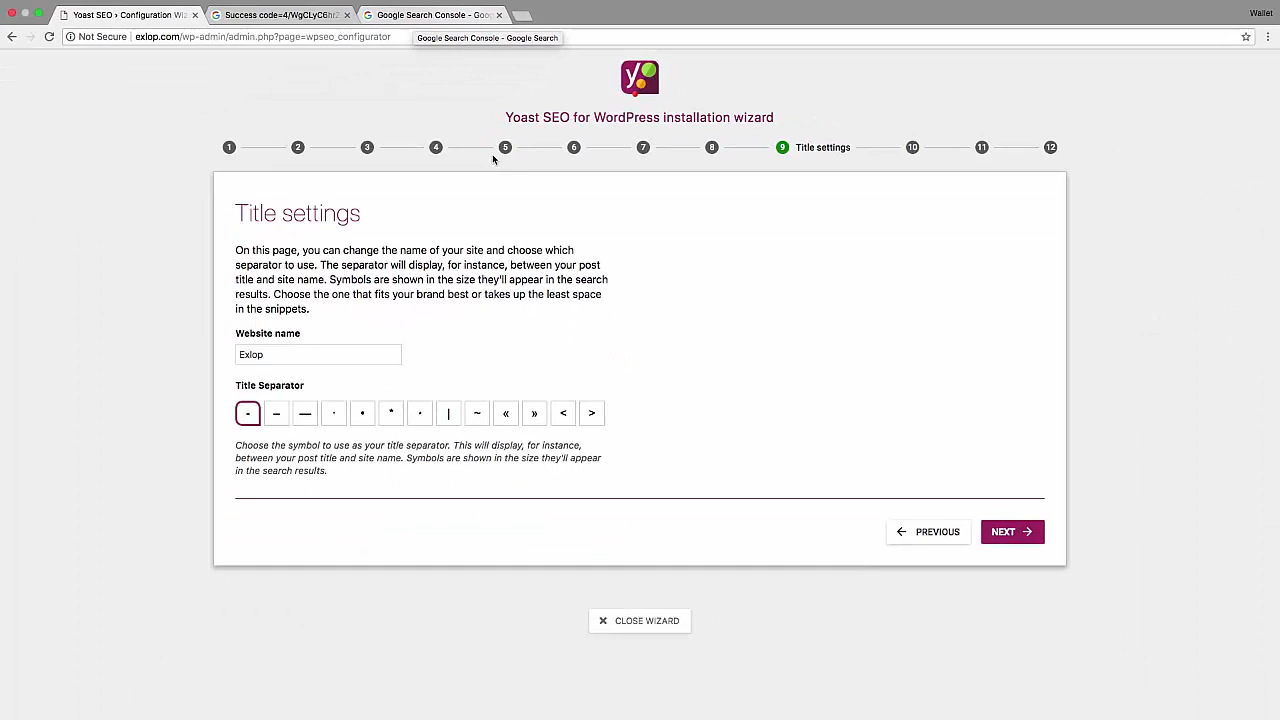 Yoast SEO › Configuration Wiz
Success code=4/WgCLyC6hr
Google Search Console - Goo
Wallet
Not Secure | exlop.com/wp-admin/admin.php?page=wpseo_configurator
Google Search Console - Google Search
y
Yoast SEO for WordPress installation wizard
1 2 3 4 5 6 7 8 9 Title settings 10 11 12
Title settings
On this page, you can change the name of your site and choose which
separator to use. The separator will display, for instance, between your post
title and site name. Symbols are shown in the size they'll appear in the search
results. Choose the one that fits your brand best or takes up the least space
in the snippets.
Website name
Exlop
Title Separator
- – — · • * ⋆ | ~ « » < >
Choose the symbol to use as your title separator. This will display, for instance,
between your post title and site name. Symbols are shown in the size they'll appear
in the search results.
← PREVIOUS
NEXT →
✕ CLOSE WIZARD